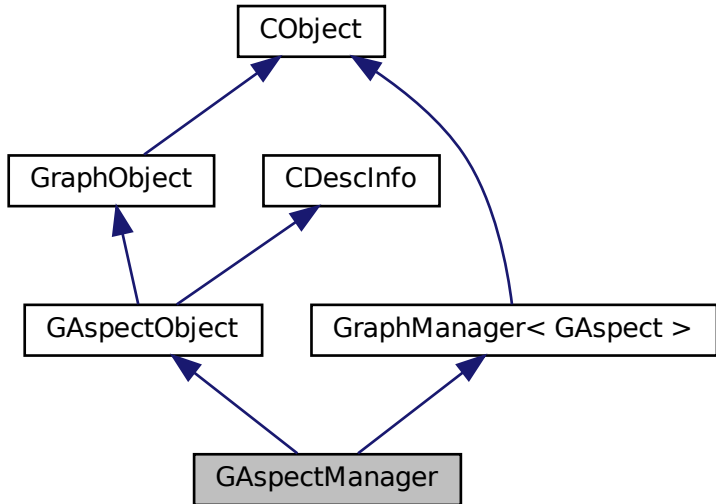 CObject
GraphObject
CDescInfo
GAspectObject
GraphManager< GAspect >
GAspectManager